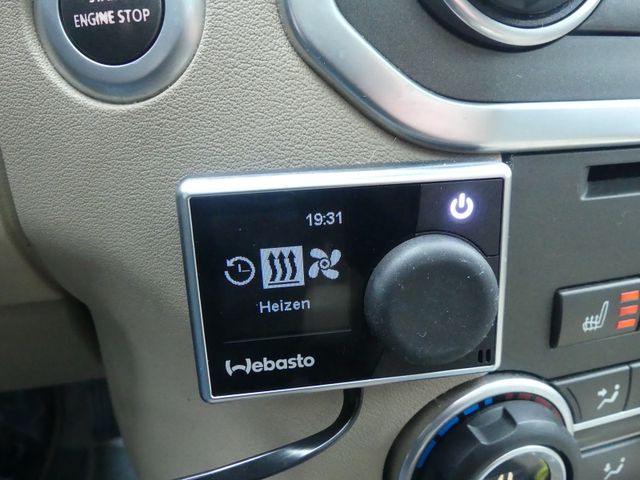 ENGINE STOP
19:31
Heizen
Webasto